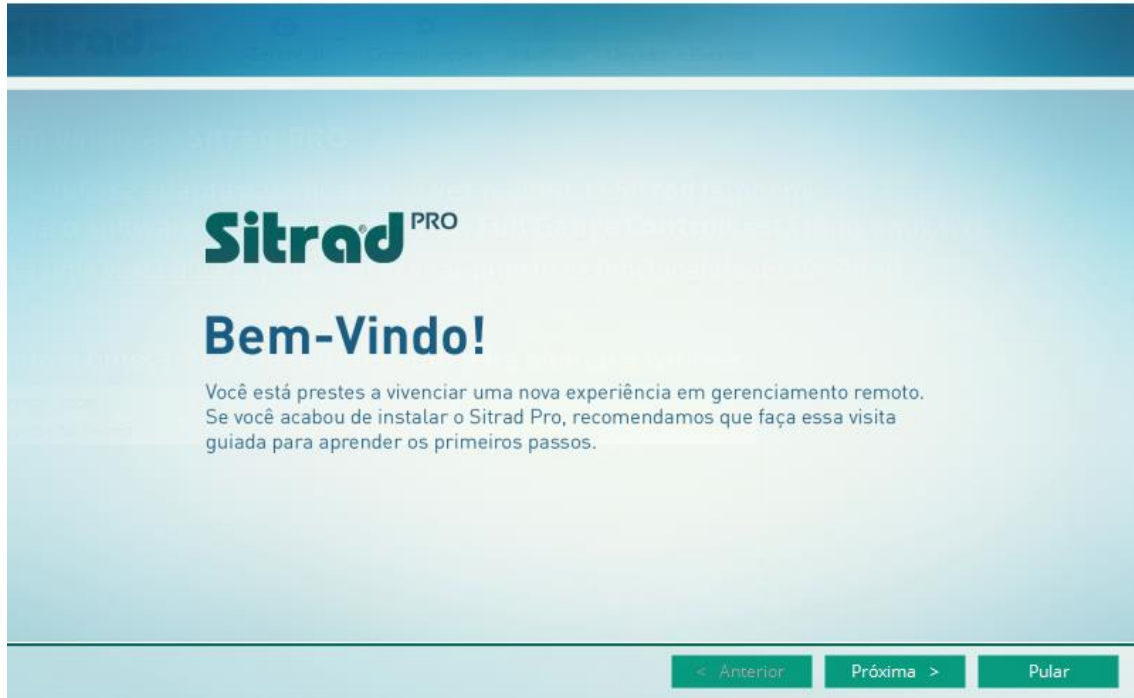 Sitrad PRO
Bem-Vindo!
Você está prestes a vivenciar uma nova experiência em gerenciamento remoto.
Se você acabou de instalar o Sitrad Pro, recomendamos que faça essa visita
guiada para aprender os primeiros passos.
< Anterior
Próxima >
Pular